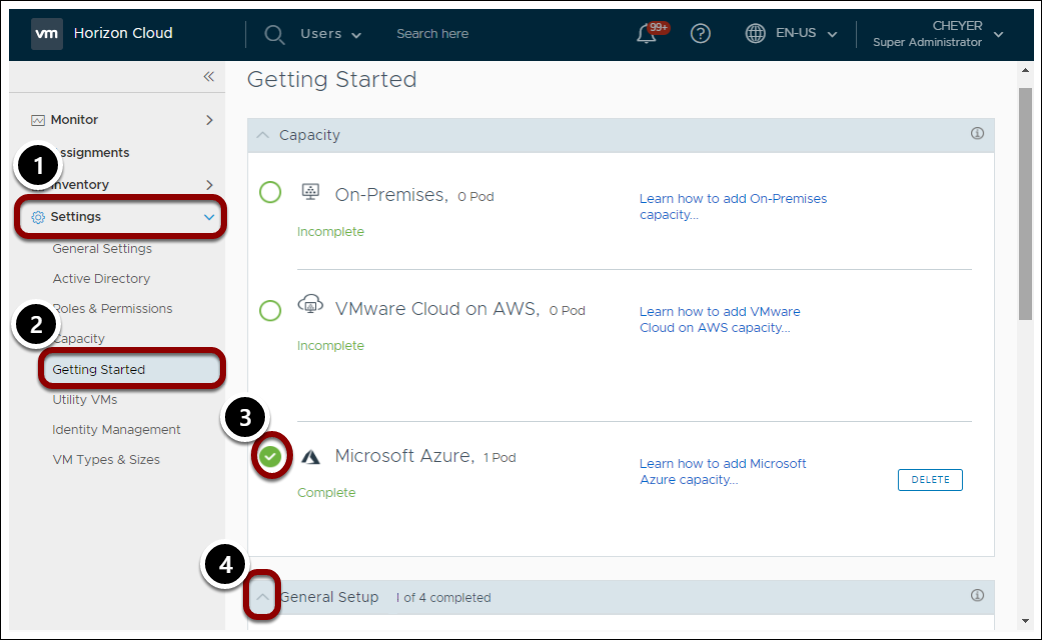 vm Horizon Cloud Users Search here 99+ ? EN-US CHEYER
Super Administrator
Getting Started
Monitor
Capacity
1
ssignments
nventory
Settings
On-Premises, 0 Pod
Learn how to add On-Premises
capacity...
Incomplete
General Settings
Active Directory
2
oles & Permissions
apacity
Getting Started
Utility VMs
Identity Management
VM Types & Sizes
VMware Cloud on AWS, 0 Pod
Learn how to add VMware
Cloud on AWS capacity...
Incomplete
3
Microsoft Azure, 1 Pod
Learn how to add Microsoft
Azure capacity...
DELETE
Complete
4
General Setup 1 of 4 completed